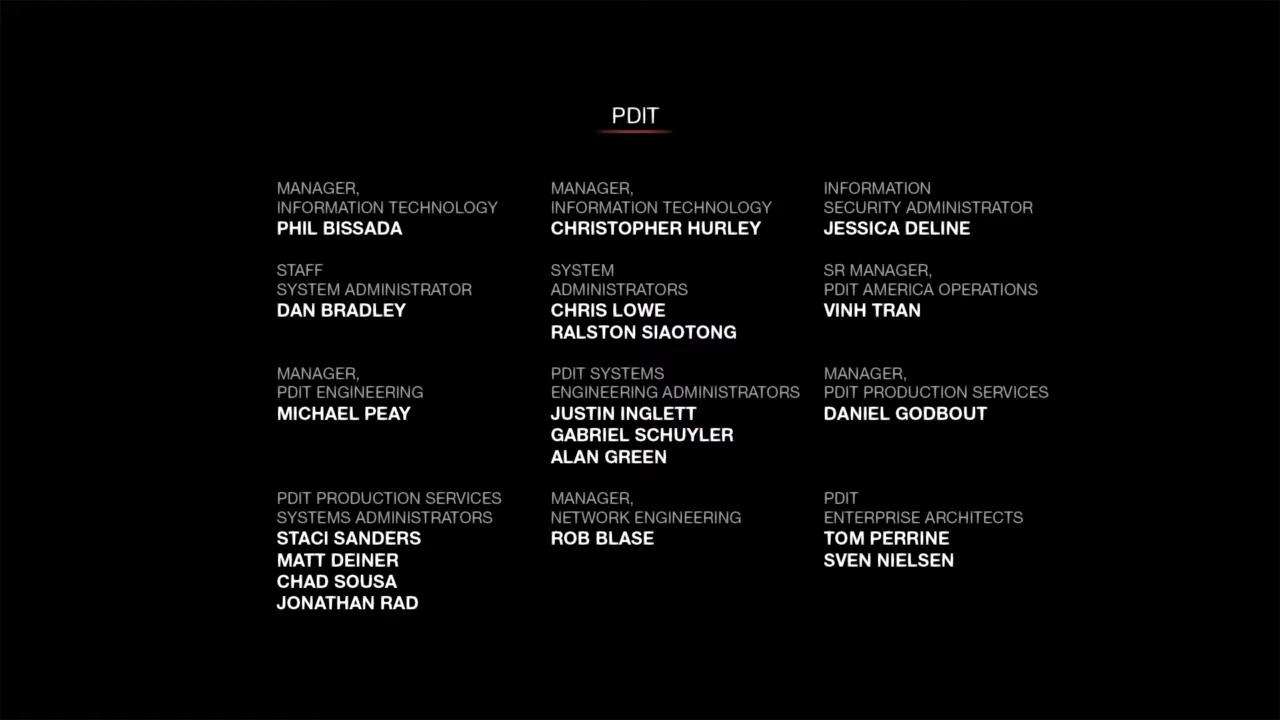 PDIT
MANAGER,
INFORMATION TECHNOLOGY
PHIL BISSADA
MANAGER,
INFORMATION TECHNOLOGY
CHRISTOPHER HURLEY
INFORMATION
SECURITY ADMINISTRATOR
JESSICA DELINE
STAFF
SYSTEM ADMINISTRATOR
DAN BRADLEY
SYSTEM
ADMINISTRATORS
CHRIS LOWE
RALSTON SIAOTONG
SR MANAGER,
PDIT AMERICA OPERATIONS
VINH TRAN
MANAGER,
PDIT ENGINEERING
MICHAEL PEAY
PDIT SYSTEMS
ENGINEERING ADMINISTRATORS
JUSTIN INGLETT
GABRIEL SCHUYLER
ALAN GREEN
MANAGER,
PDIT PRODUCTION SERVICES
DANIEL GODBOUT
PDIT PRODUCTION SERVICES
SYSTEMS ADMINISTRATORS
STACI SANDERS
MATT DEINER
CHAD SOUSA
JONATHAN RAD
MANAGER,
NETWORK ENGINEERING
ROB BLASE
PDIT
ENTERPRISE ARCHITECTS
TOM PERRINE
SVEN NIELSEN